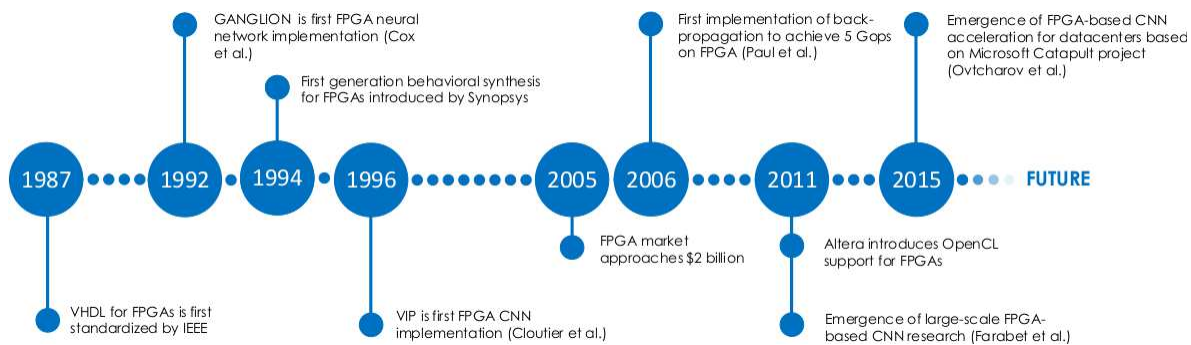 GANGLION is first FPGA neural
network implementation (Cox
et al.)
First generation behavioral synthesis
for FPGAs introduced by Synopsys
First implementation of back-
propagation to achieve 5 Gops
on FPGA (Paul et al.)
Emergence of FPGA-based CNN
acceleration for datacenters based
on Microsoft Catapult project
(Ovtcharov et al.)
1987
1992
1994
1996
2005
2006
2011
2015
FUTURE
VHDL for FPGAs is first
standardized by IEEE
VIP is first FPGA CNN
implementation (Cloutier et al.)
FPGA market
approaches $2 billion
Altera introduces OpenCL
support for FPGAs
Emergence of large-scale FPGA-
based CNN research (Farabet et al.)